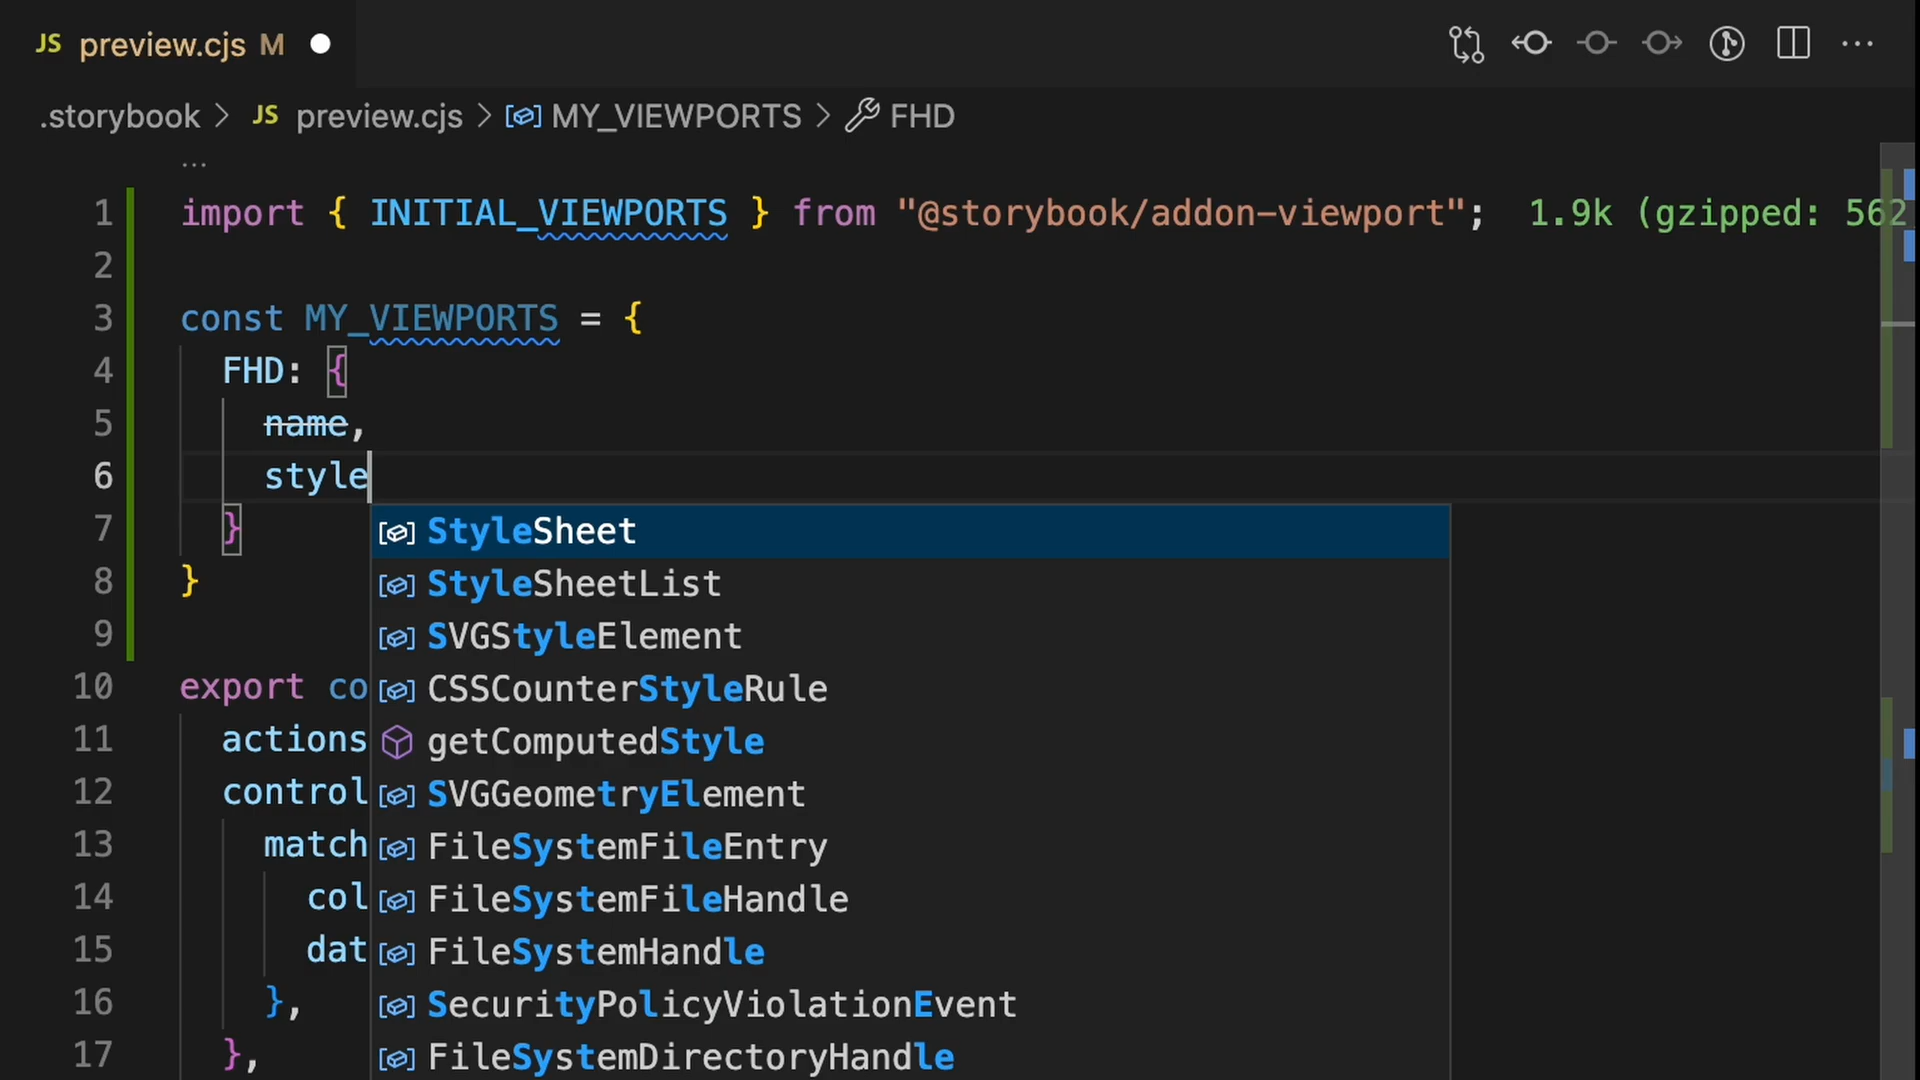 JS preview.cjs M
.storybook > JS preview.cjs > MY_VIEWPORTS > FHD
...
1 import { INITIAL_VIEWPORTS } from "@storybook/addon-viewport"; 1.9k (gzipped: 562
2
3 const MY_VIEWPORTS = {
4 FHD: {
5 name,
6 style
7 }
StyleSheet
8 }
StyleSheetList
9
SVGStyleElement
10 export co
CSSCounterStyleRule
11 actions
getComputedStyle
12 control
SVGGeometryElement
13 match
FileSystemFileEntry
14 col
FileSystemFileHandle
15 dat
FileSystemHandle
16 },
SecurityPolicyViolationEvent
17 },
FileSystemDirectoryHandle